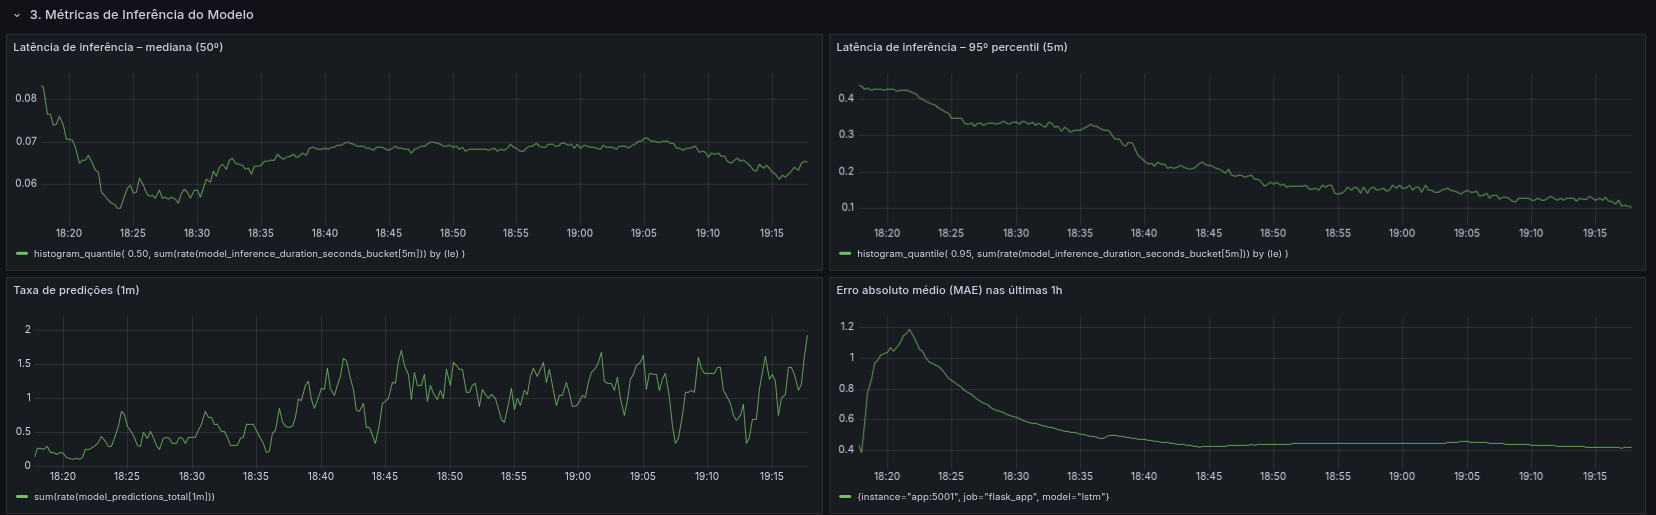 3. Métricas de Inferência do Modelo
Latência de inferência – mediana (50º)
0.08
0.07
0.06
18:20 18:25 18:30 18:35 18:40 18:45 18:50 18:55 19:00 19:05 19:10 19:15
histogram_quantile( 0.50, sum(rate(model_inference_duration_seconds_bucket[5m])) by (le) )
Latência de inferência – 95º percentil (5m)
0.4
0.3
0.2
0.1
18:20 18:25 18:30 18:35 18:40 18:45 18:50 18:55 19:00 19:05 19:10 19:15
histogram_quantile( 0.95, sum(rate(model_inference_duration_seconds_bucket[5m])) by (le) )
Taxa de predições (1m)
2
1.5
1
0.5
0
18:20 18:25 18:30 18:35 18:40 18:45 18:50 18:55 19:00 19:05 19:10 19:15
sum(rate(model_predictions_total[1m]))
Erro absoluto médio (MAE) nas últimas 1h
1.2
1
0.8
0.6
0.4
18:20 18:25 18:30 18:35 18:40 18:45 18:50 18:55 19:00 19:05 19:10 19:15
{instance="app:5001", job="flask_app", model="lstm"}